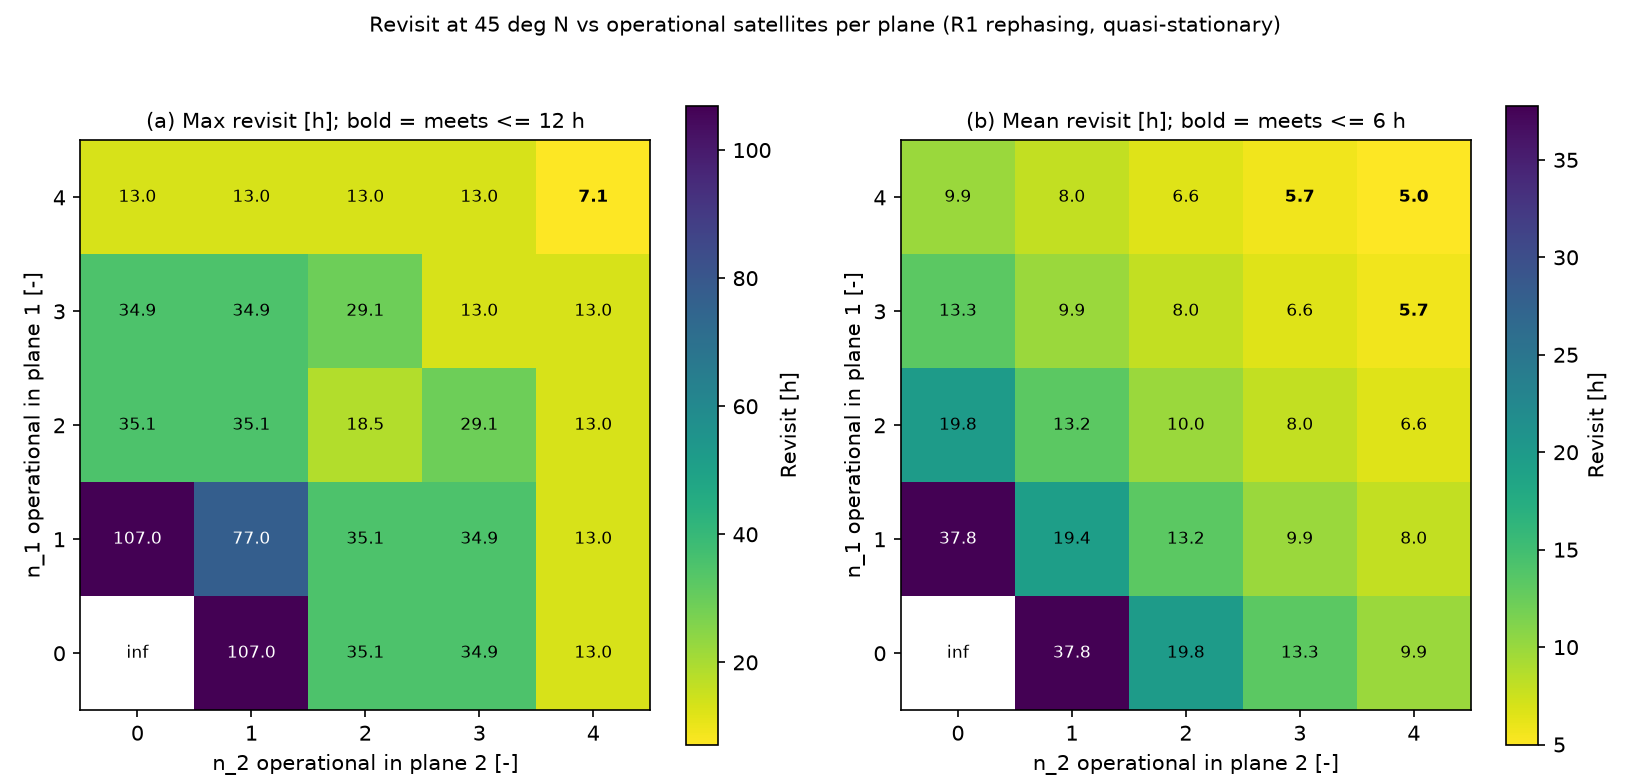 Revisit at 45 deg N vs operational satellites per plane (R1 rephasing, quasi-stationary)
(a) Max revisit [h]; bold = meets <= 12 h
n_1 operational in plane 1 [-]
4 13.0 13.0 13.0 13.0 7.1
3 34.9 34.9 29.1 13.0 13.0
2 35.1 35.1 18.5 29.1 13.0
1 107.0 77.0 35.1 34.9 13.0
0 inf 107.0 35.1 34.9 13.0
0 1 2 3 4
n_2 operational in plane 2 [-]
100
80
60
40
20
Revisit [h]
(b) Mean revisit [h]; bold = meets <= 6 h
n_1 operational in plane 1 [-]
4 9.9 8.0 6.6 5.7 5.0
3 13.3 9.9 8.0 6.6 5.7
2 19.8 13.2 10.0 8.0 6.6
1 37.8 19.4 13.2 9.9 8.0
0 inf 37.8 19.8 13.3 9.9
0 1 2 3 4
n_2 operational in plane 2 [-]
35
30
25
20
15
10
5
Revisit [h]